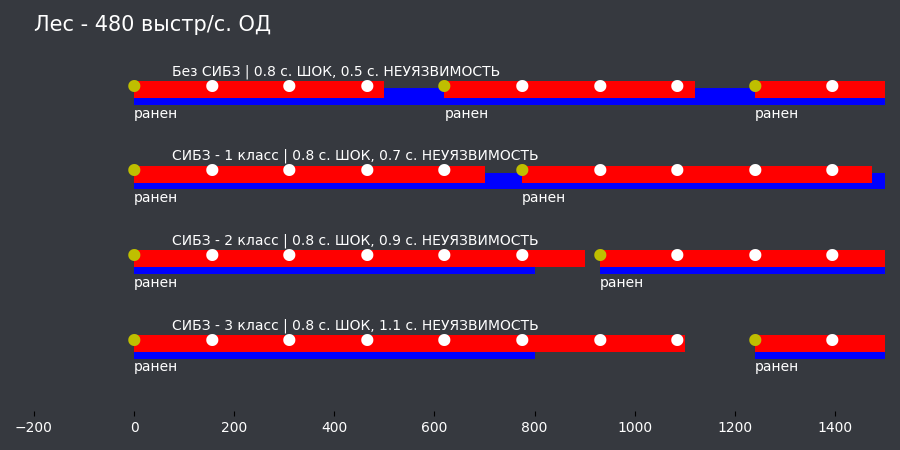 Лес - 480 выстр/с. ОД
Без СИБЗ | 0.8 с. ШОК, 0.5 с. НЕУЯЗВИМОСТЬ
ранен ранен ранен
СИБЗ - 1 класс | 0.8 с. ШОК, 0.7 с. НЕУЯЗВИМОСТЬ
ранен ранен
СИБЗ - 2 класс | 0.8 с. ШОК, 0.9 с. НЕУЯЗВИМОСТЬ
ранен ранен
СИБЗ - 3 класс | 0.8 с. ШОК, 1.1 с. НЕУЯЗВИМОСТЬ
ранен ранен
−200 0 200 400 600 800 1000 1200 1400